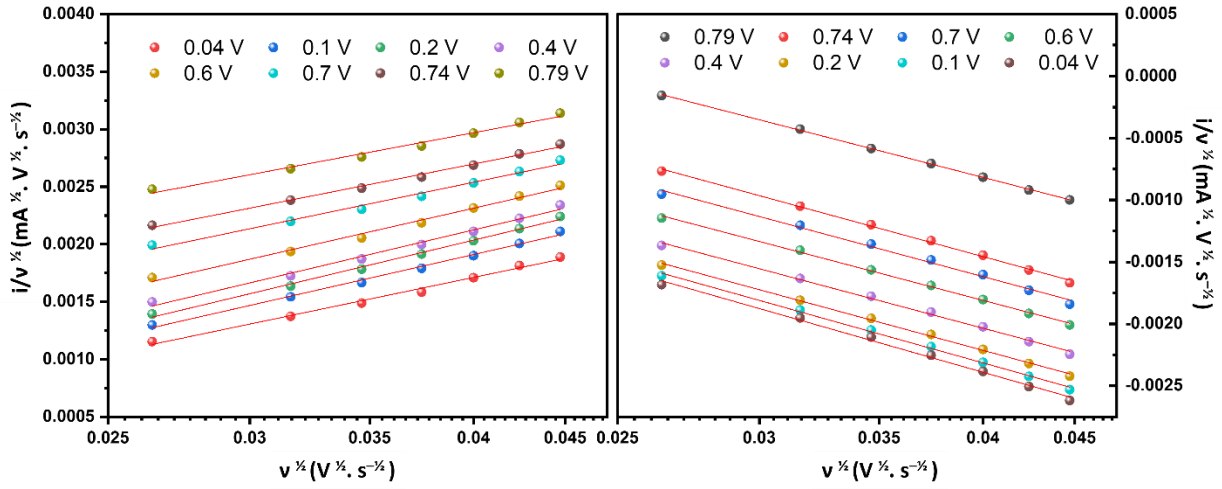 0.0040
0.0035
0.0030
0.0025
0.0020
0.0015
0.0010
0.0005
i/ν ½ (mA ½. V ½. s⁻½)
0.04 V 0.1 V 0.2 V 0.4 V
0.6 V 0.7 V 0.74 V 0.79 V
0.025 0.03 0.035 0.04 0.045
ν ½ (V ½. s⁻½)
0.79 V 0.74 V 0.7 V 0.6 V
0.4 V 0.2 V 0.1 V 0.04 V
0.0005
0.0000
-0.0005
-0.0010
-0.0015
-0.0020
-0.0025
i/ν ½ (mA ½. V ½. s⁻½)
0.025 0.03 0.035 0.04 0.045
ν ½ (V ½. s⁻½)